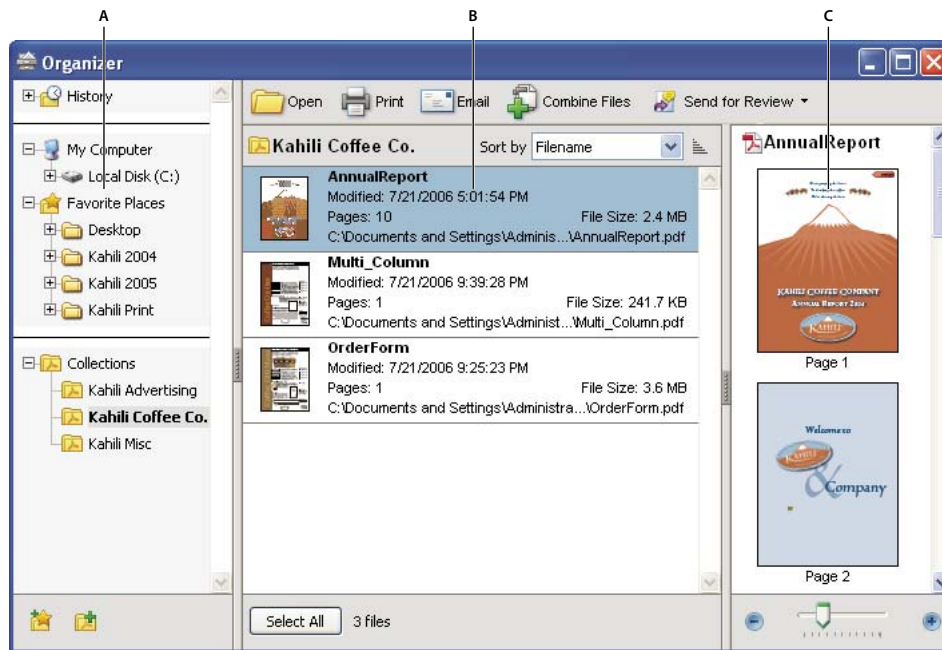 A B C
Organizer
History
My Computer
Local Disk (C:)
Favorite Places
Desktop
Kahili 2004
Kahili 2005
Kahili Print
Collections
Kahili Advertising
Kahili Coffee Co.
Kahili Misc
Open Print Email Combine Files Send for Review
Kahili Coffee Co. Sort by Filename
AnnualReport
Modified: 7/21/2006 5:01:54 PM
Pages: 10 File Size: 2.4 MB
C:\Documents and Settings\Adminis...\AnnualReport.pdf
Multi_Column
Modified: 7/21/2006 9:39:28 PM
Pages: 1 File Size: 241.7 KB
C:\Documents and Settings\Administ...\Multi_Column.pdf
OrderForm
Modified: 7/21/2006 9:25:23 PM
Pages: 1 File Size: 3.6 MB
C:\Documents and Settings\Administra...\OrderForm.pdf
Select All 3 files
AnnualReport
KAHILI COFFEE COMPANY
KAHILI
Page 1
Welcome to
KAHILI
& Company
Page 2